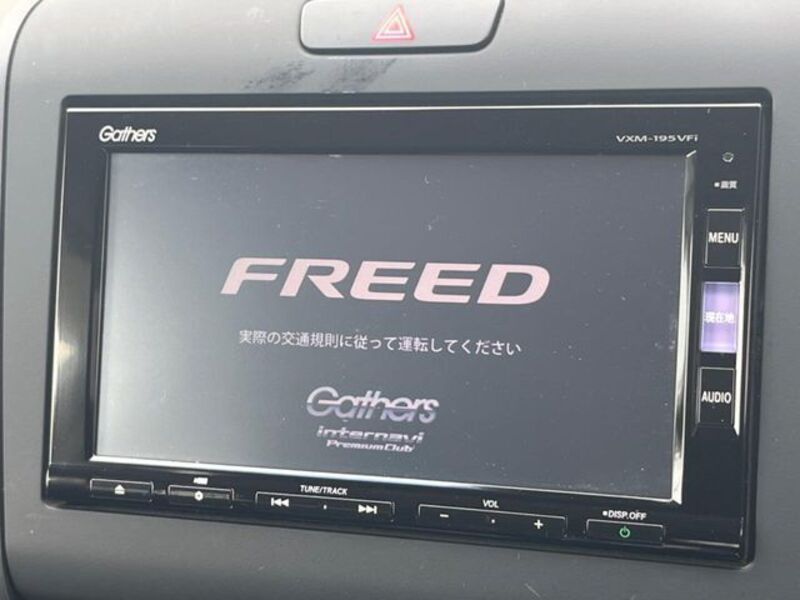 Gathers
VXM-195VFi
画質
MENU
FREED
現在地
実際の交通規則に従って運転してください
AUDIO
Gathers
internavi
Premium Club
TUNE/TRACK
VOL
DISP.OFF